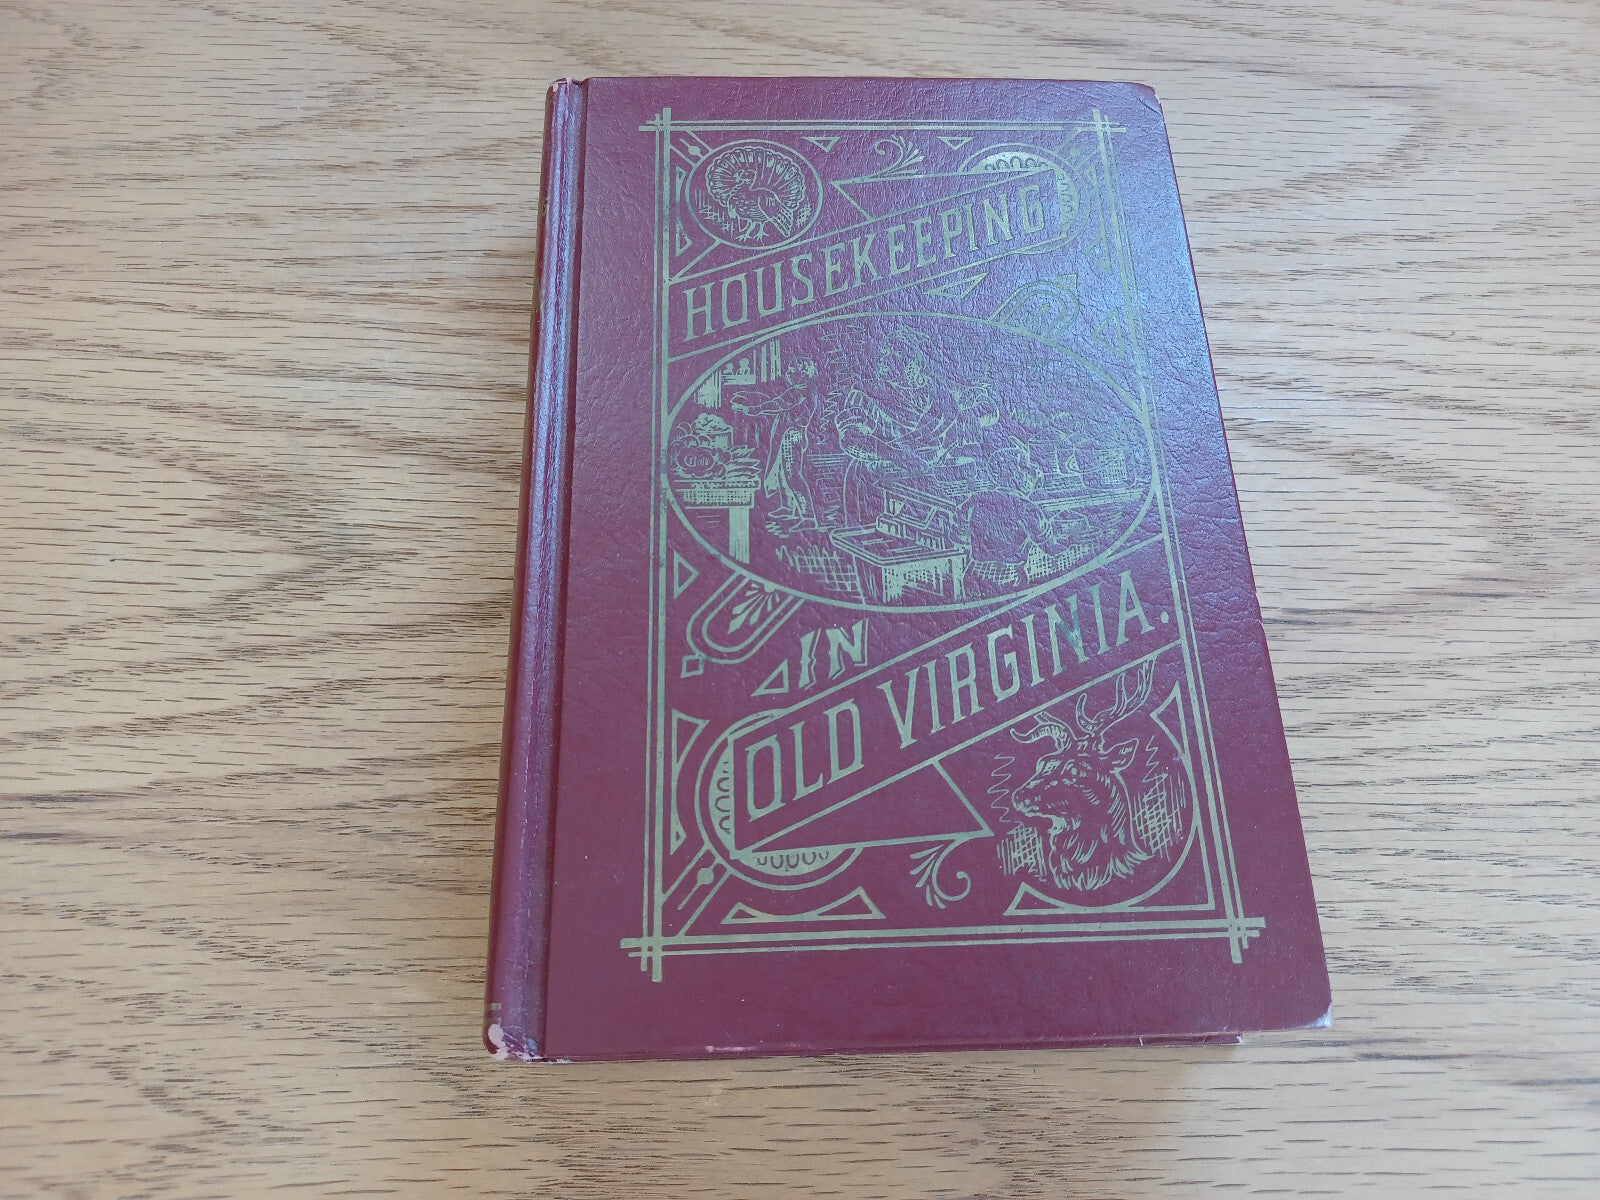 HOUSEKEEPING
IN
OLD VIRGINIA.